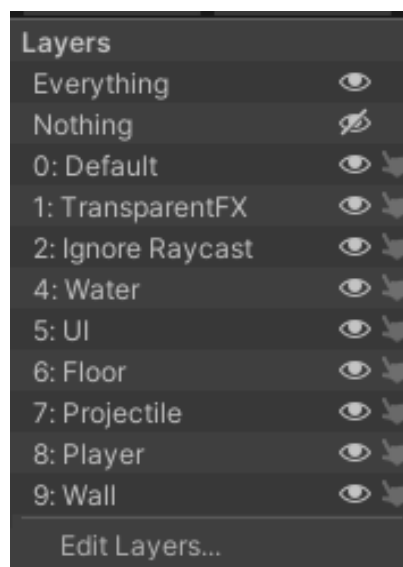 Layers
Everything
Nothing
0: Default
1: TransparentFX
2: Ignore Raycast
4: Water
5: UI
6: Floor
7: Projectile
8: Player
9: Wall
Edit Layers...